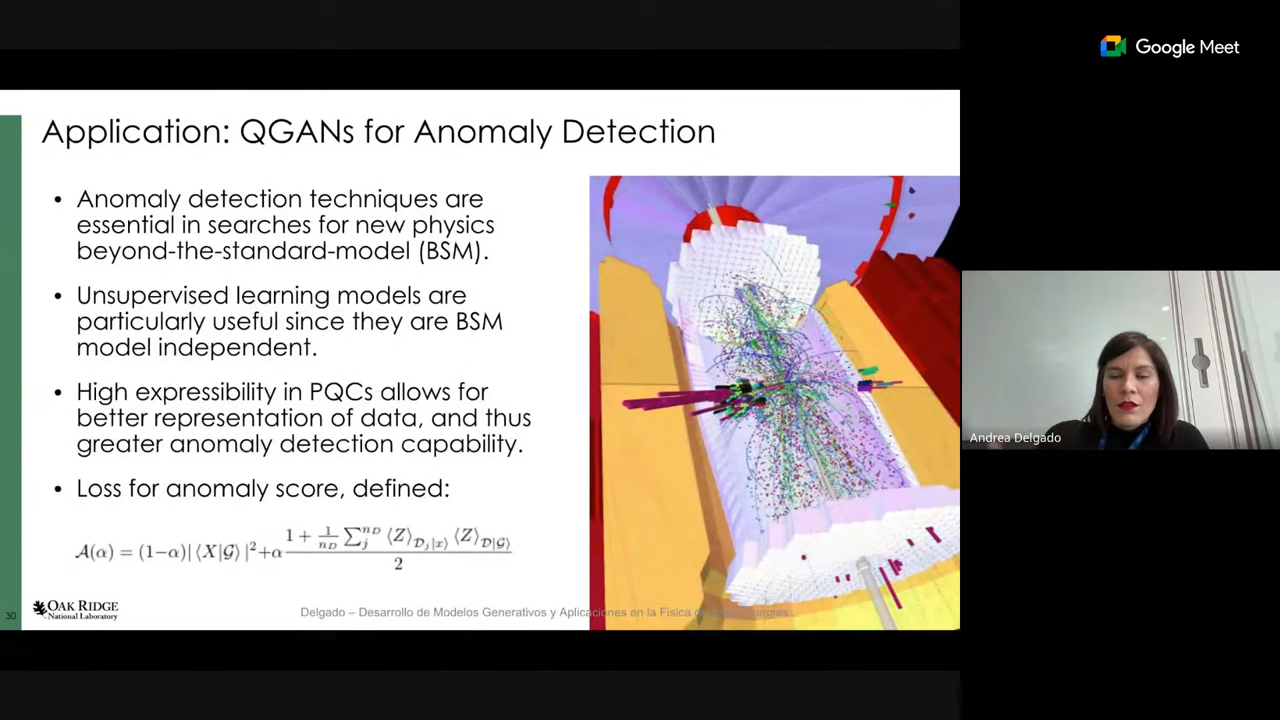 Google Meet
Application: QGANs for Anomaly Detection
• Anomaly detection techniques are
essential in searches for new physics
beyond-the-standard-model (BSM).
• Unsupervised learning models are
particularly useful since they are BSM
model independent.
• High expressibility in PQCs allows for
better representation of data, and thus
greater anomaly detection capability.
• Loss for anomaly score, defined:
𝒜(α) = (1−α)| ⟨X|𝒢⟩ |²+α (1 + 1/n_D ∑_j^{n_D} ⟨Z⟩_{𝒟_j|x⟩} ⟨Z⟩_{𝒟|𝒢⟩})/2
30
OAK RIDGE
National Laboratory
Delgado – Desarrollo de Modelos Generativos y Aplicaciones en la Fisica de
Andrea Delgado